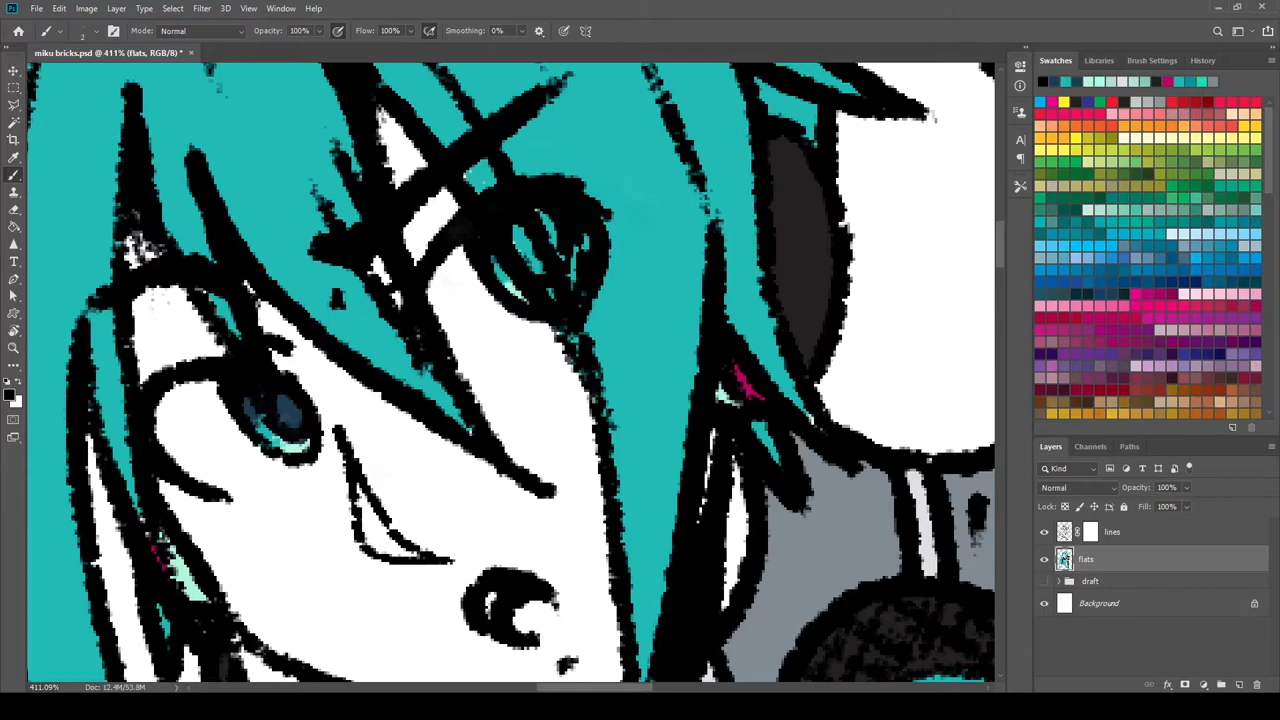 Ps File Edit Image Layer Type Select Filter 3D View Window Help
2 Mode: Normal Opacity: 100% Flow: 100% Smoothing: 0%
miku bricks.psd @ 411% (flats, RGB/8) * ×
Swatches Libraries Brush Settings History
Layers Channels Paths
Kind
Normal Opacity: 100%
Lock: Fill: 100%
lines
flats
draft
Background
411.09% Doc: 12.4M/53.8M